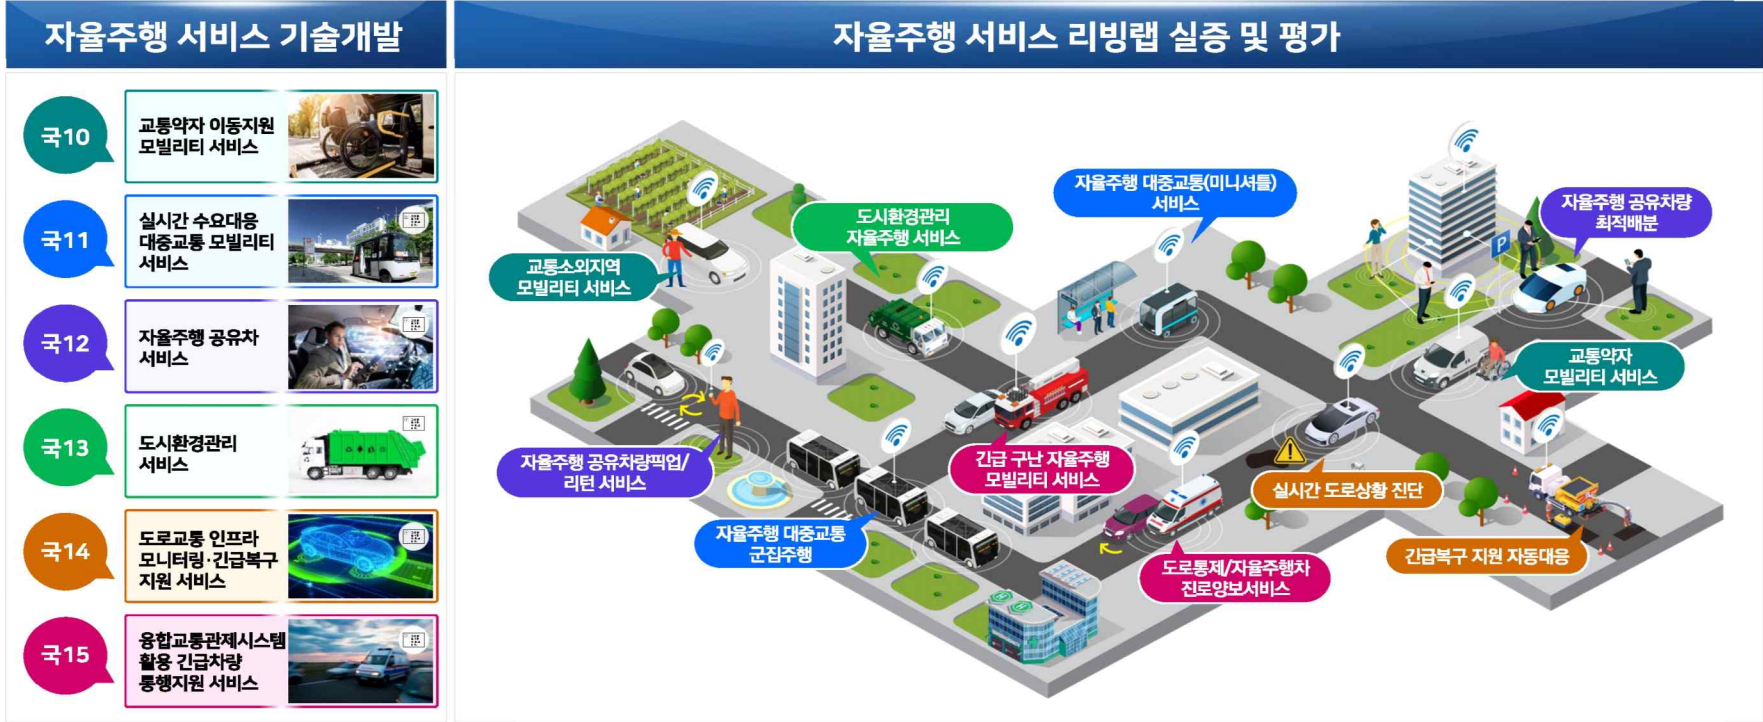 자율주행 서비스 기술개발
국10
교통약자 이동지원
모빌리티 서비스
국11
실시간 수요대응
대중교통 모빌리티
서비스
국12
자율주행 공유차
서비스
국13
도시환경관리
서비스
국14
도로교통 인프라
모니터링·긴급복구
지원 서비스
국15
융합교통관제시스템
활용 긴급차량
통행지원 서비스
자율주행 서비스 리빙랩 실증 및 평가
자율주행 대중교통(미니셔틀)
서비스
자율주행 공유차량
최적배분
도시환경관리
자율주행 서비스
교통소외지역
모빌리티 서비스
P
교통약자
모빌리티 서비스
자율주행 공유차량픽업/
리턴 서비스
긴급 구난 자율주행
모빌리티 서비스
실시간 도로상황 진단
자율주행 대중교통
군집주행
긴급복구 지원 자동대응
도로통제/자율주행차
진로양보서비스
H
H